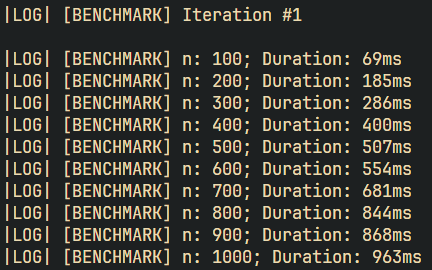 |LOG| [BENCHMARK] Iteration #1
|LOG| [BENCHMARK] n: 100; Duration: 69ms
|LOG| [BENCHMARK] n: 200; Duration: 185ms
|LOG| [BENCHMARK] n: 300; Duration: 286ms
|LOG| [BENCHMARK] n: 400; Duration: 400ms
|LOG| [BENCHMARK] n: 500; Duration: 507ms
|LOG| [BENCHMARK] n: 600; Duration: 554ms
|LOG| [BENCHMARK] n: 700; Duration: 681ms
|LOG| [BENCHMARK] n: 800; Duration: 844ms
|LOG| [BENCHMARK] n: 900; Duration: 868ms
|LOG| [BENCHMARK] n: 1000; Duration: 963ms